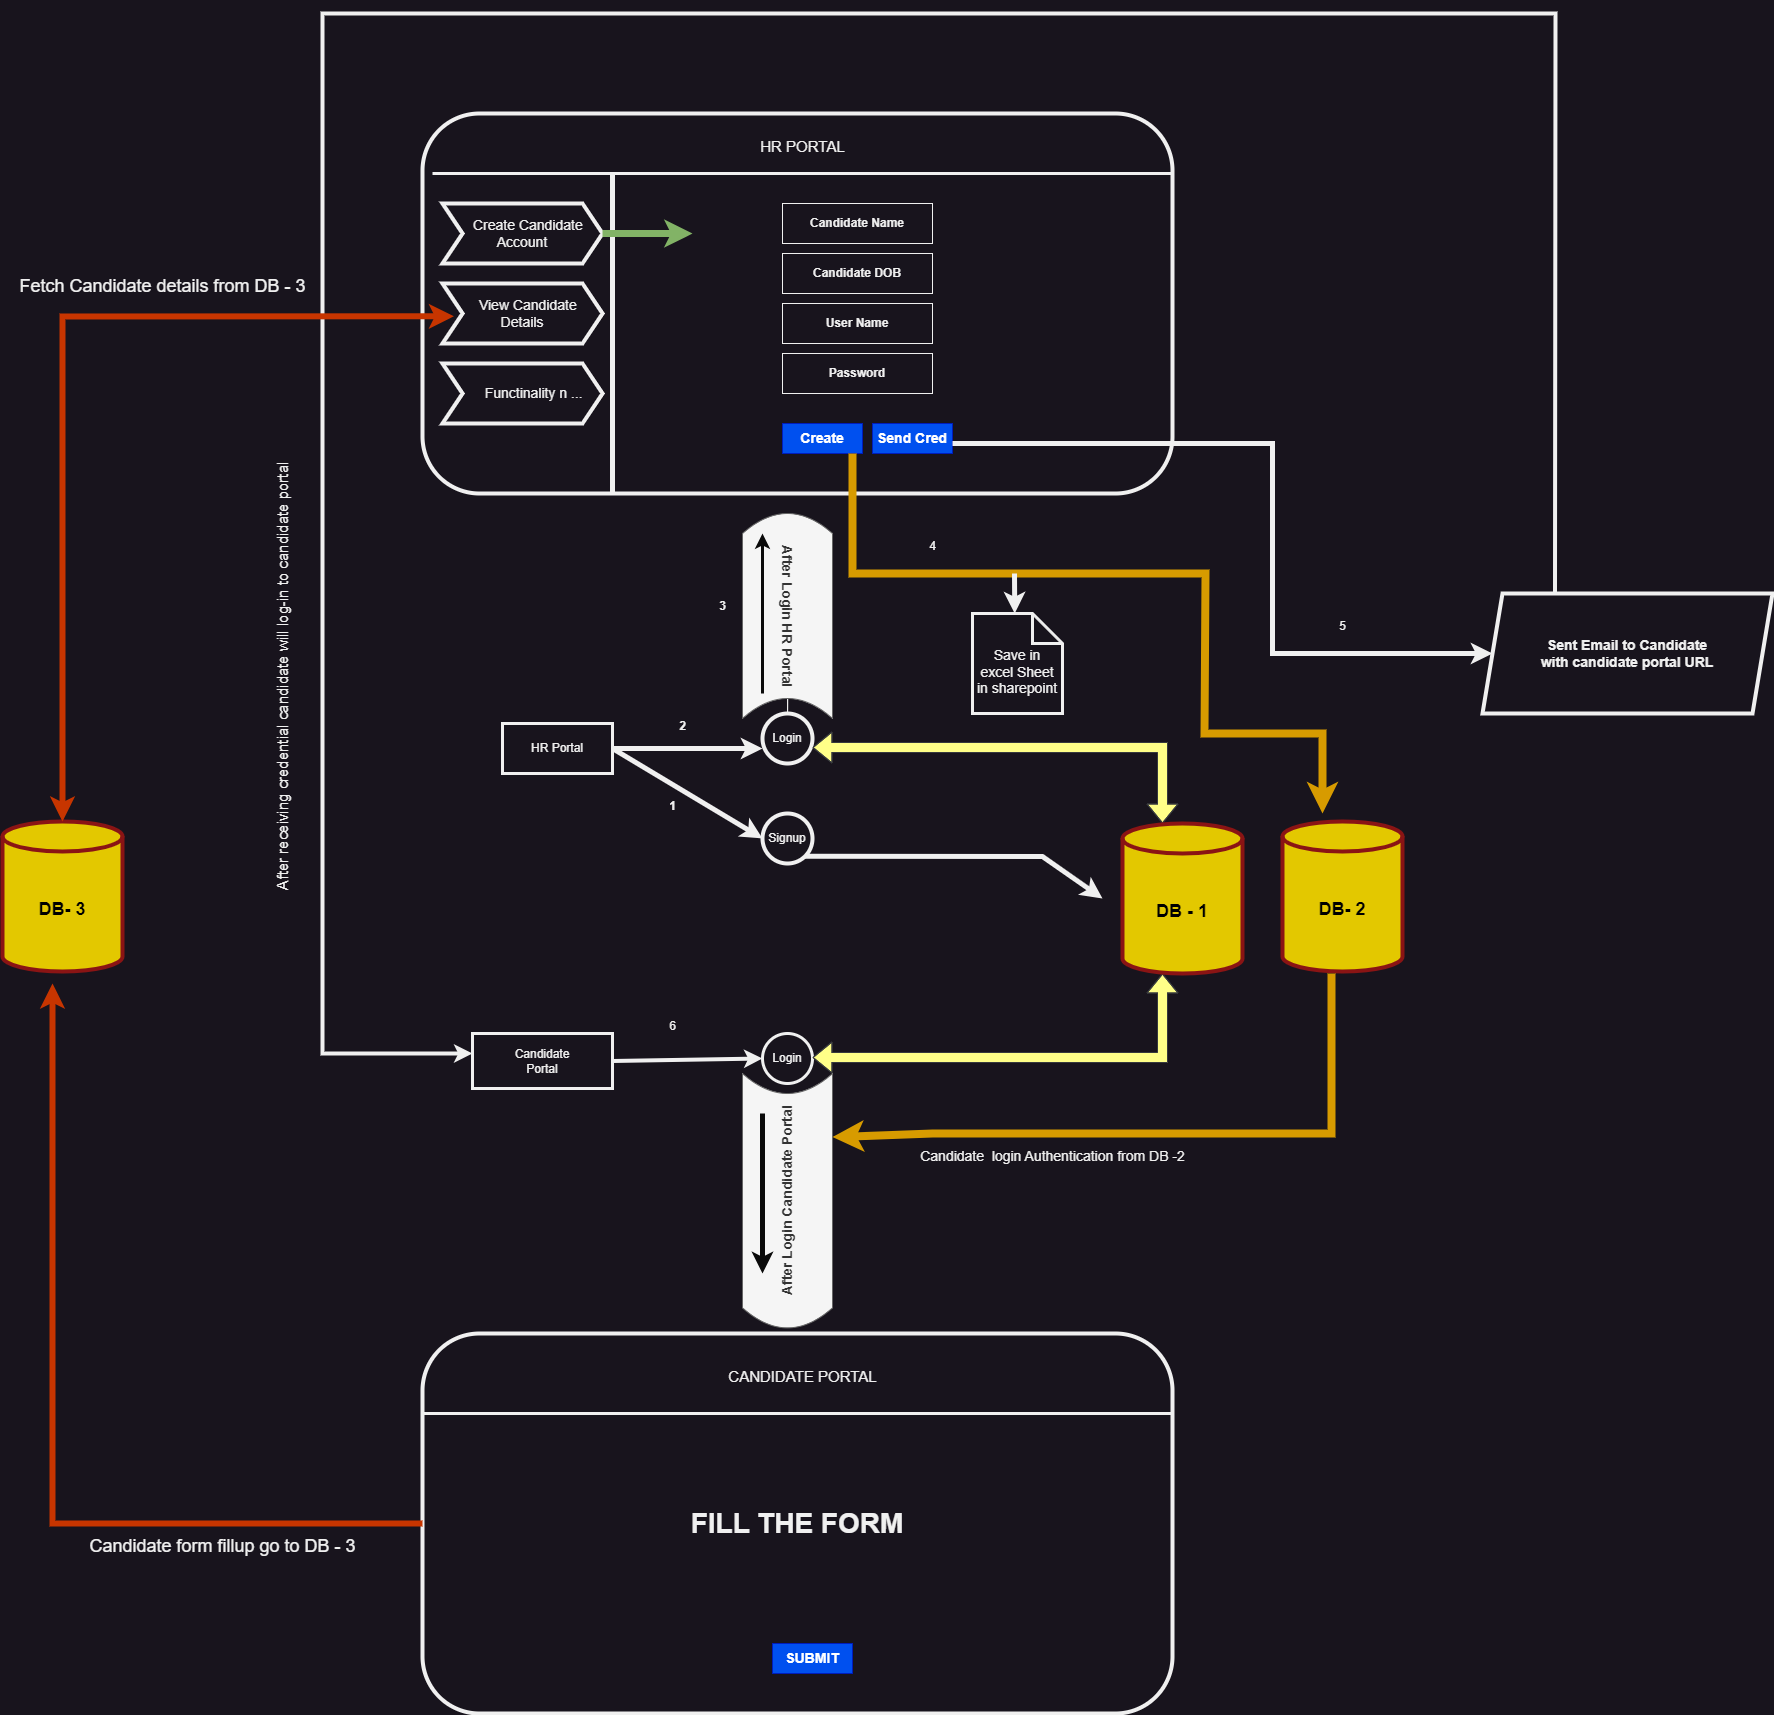 HR PORTAL
Create Candidate
Account
Candidate Name
Candidate DOB
Fetch Candidate details from DB - 3
View Candidate
Details
User Name
Password
Functinality n ...
Create
Send Cred
After receiving credential candidate will log-in to candidate portal
After Login HR Portal
3
4
5
Save in
excel Sheet
in sharepoint
Sent Email to Candidate
with candidate portal URL
HR Portal
2
Login
1
Signup
DB- 3
DB - 1
DB- 2
Candidate
Portal
6
Login
After Login Candidate Portal
Candidate  login Authentication from DB -2
CANDIDATE PORTAL
FILL THE FORM
Candidate form fillup go to DB - 3
SUBMIT